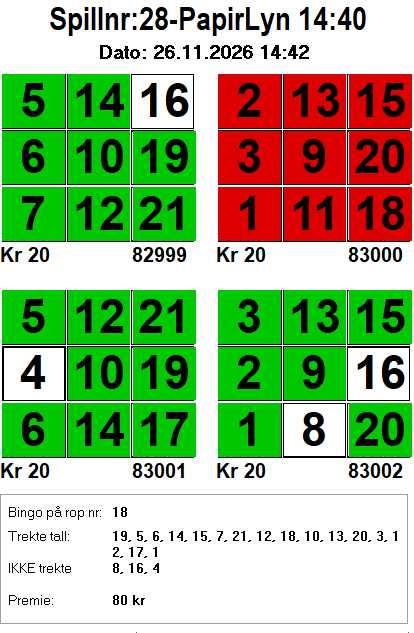 Spillnr:28-PapirLyn 14:40
Dato: 26.11.2026 14:42
5 14 16 2 13 15
6 10 19 3 9 20
7 12 21 1 11 18
Kr 20 82999 Kr 20 83000
5 12 21 3 13 15
4 10 19 2 9 16
6 14 17 1 8 20
Kr 20 83001 Kr 20 83002
Bingo på rop nr: 18
Trekte tall: 19, 5, 6, 14, 15, 7, 21, 12, 18, 10, 13, 20, 3, 1
2, 17, 1
IKKE trekte 8, 16, 4
Premie: 80 kr